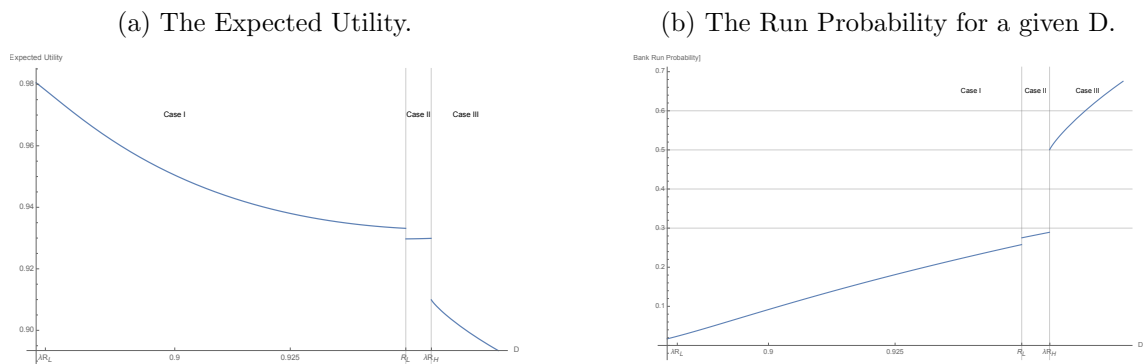 (a) The Expected Utility.
Expected Utility
0.98
0.96
0.94
0.92
0.90
Case I
Case II
Case III
λR_L
0.9
0.925
R_L
λR_H
D
(b) The Run Probability for a given D.
Bank Run Probability]
0.7
0.6
0.5
0.4
0.3
0.2
0.1
Case I
Case II
Case III
λR_L
0.9
0.925
R_L
λR_H
D